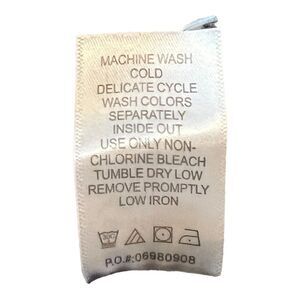 MACHINE WASH
COLD
DELICATE CYCLE
WASH COLORS
SEPARATELY
INSIDE OUT
USE ONLY NON-
CHLORINE BLEACH
TUMBLE DRY LOW
REMOVE PROMPTLY
LOW IRON
30C
P.O.#:06980908